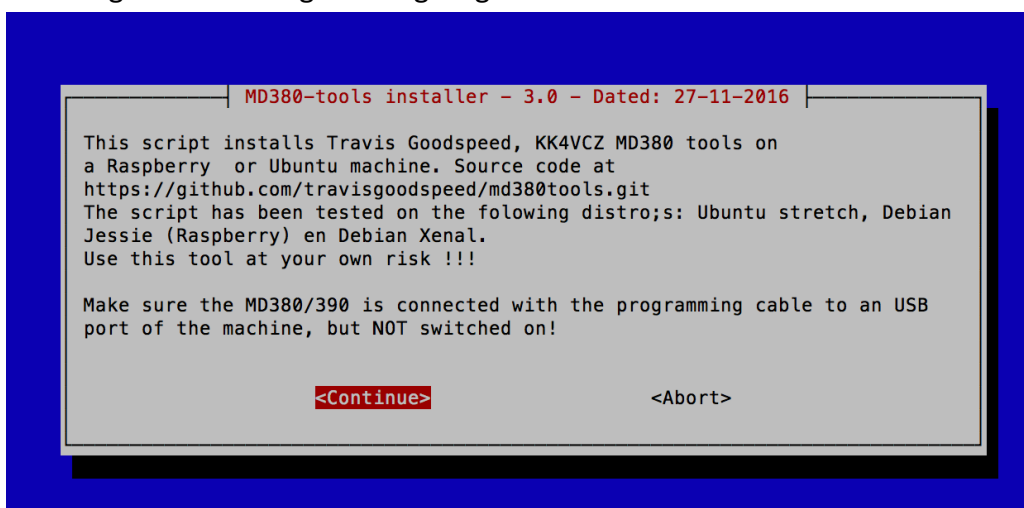 MD380-tools installer - 3.0 - Dated: 27-11-2016
This script installs Travis Goodspeed, KK4VCZ MD380 tools on
a Raspberry  or Ubuntu machine. Source code at
https://github.com/travisgoodspeed/md380tools.git
The script has been tested on the folowing distro;s: Ubuntu stretch, Debian
Jessie (Raspberry) en Debian Xenal.
Use this tool at your own risk !!!
Make sure the MD380/390 is connected with the programming cable to an USB
port of the machine, but NOT switched on!
<Continue> <Abort>